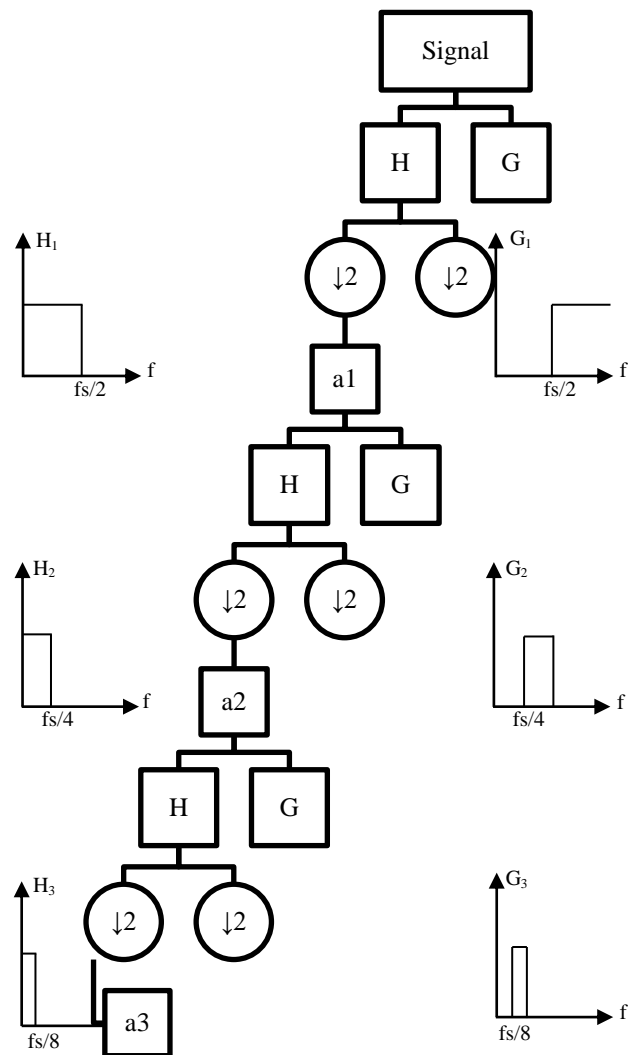 Signal
H G
H₁
↓2 ↓2
G₁
f
fs/2
a1
f
fs/2
H G
H₂
↓2 ↓2
G₂
f
fs/4
a2
f
fs/4
H G
H₃
↓2 ↓2
G₃
fs/8
a3
f
fs/8